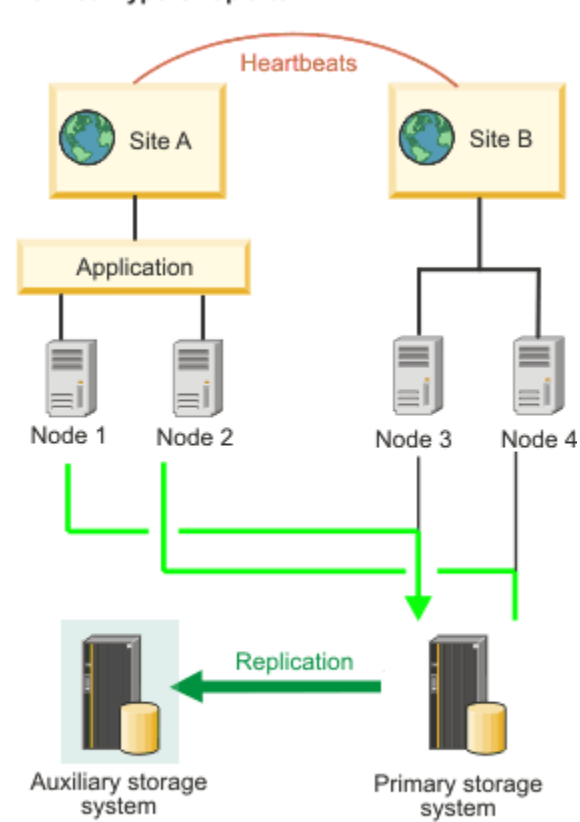 Heartbeats
Site A
Site B
Application
Node 1
Node 2
Node 3
Node 4
Replication
Auxiliary storage
system
Primary storage
system